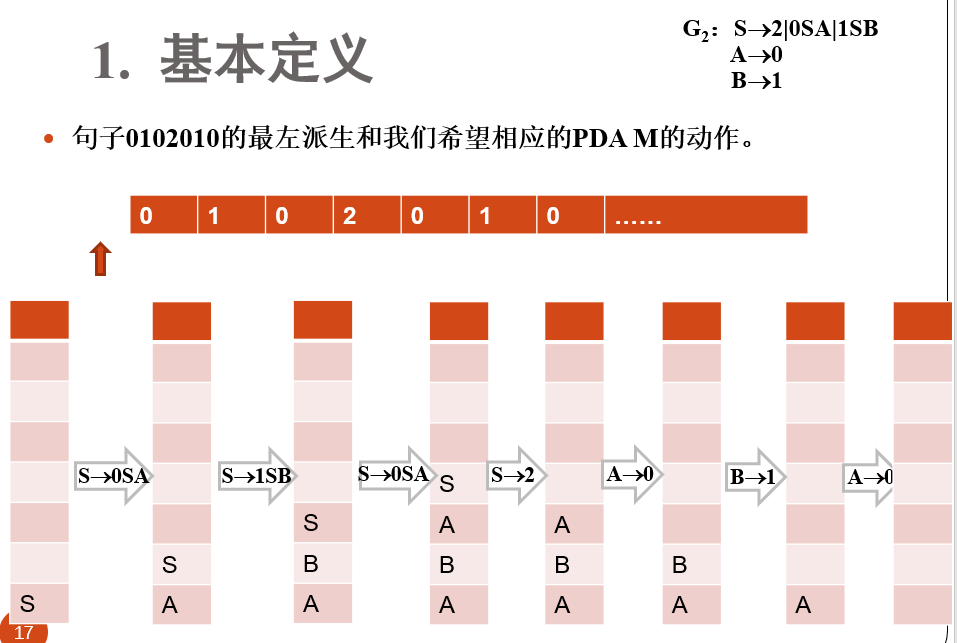 G2: S→2|0SA|1SB
A→0
B→1
1. 基本定义
• 句子0102010的最左派生和我们希望相应的PDA M的动作。
0 1 0 2 0 1 0 ……
S→0SA S→1SB S→0SA S→2 A→0 B→1 A→0
S
S A A
S B B B B
S A A A A A A
17